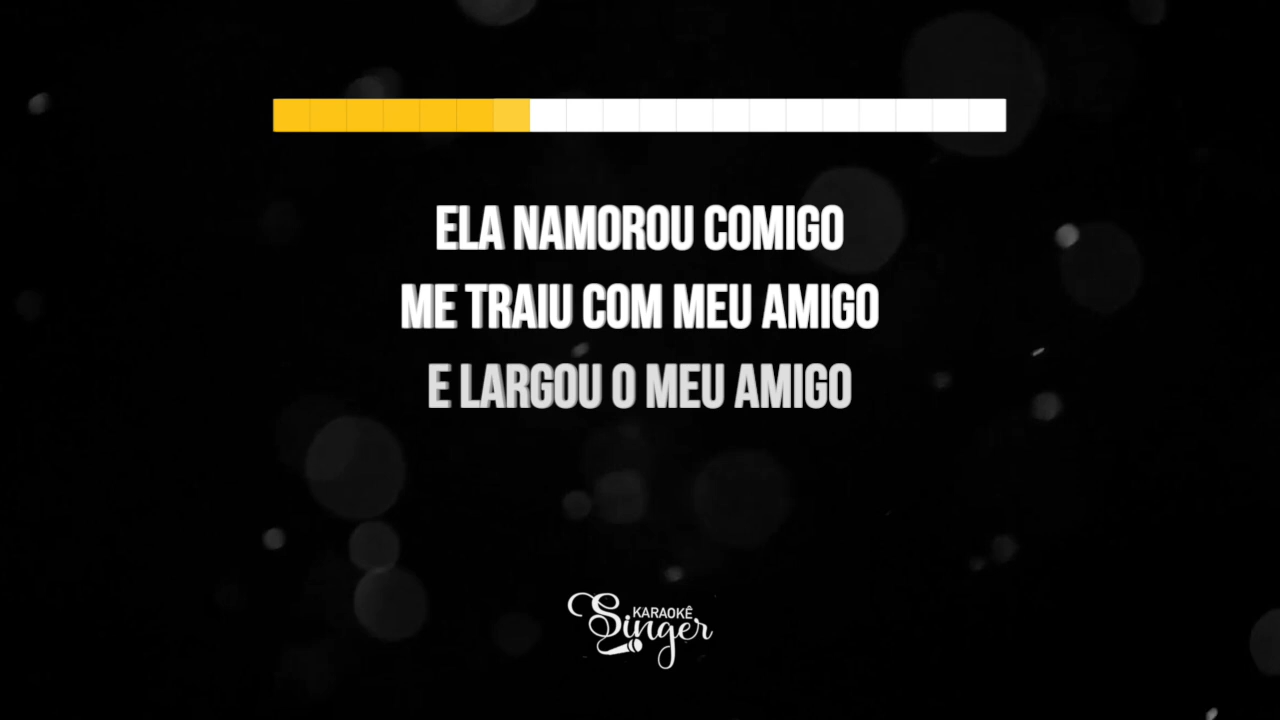 ELA NAMOROU COMIGO
ME TRAIU COM MEU AMIGO
E LARGOU O MEU AMIGO
KARAOKÊ
Singer